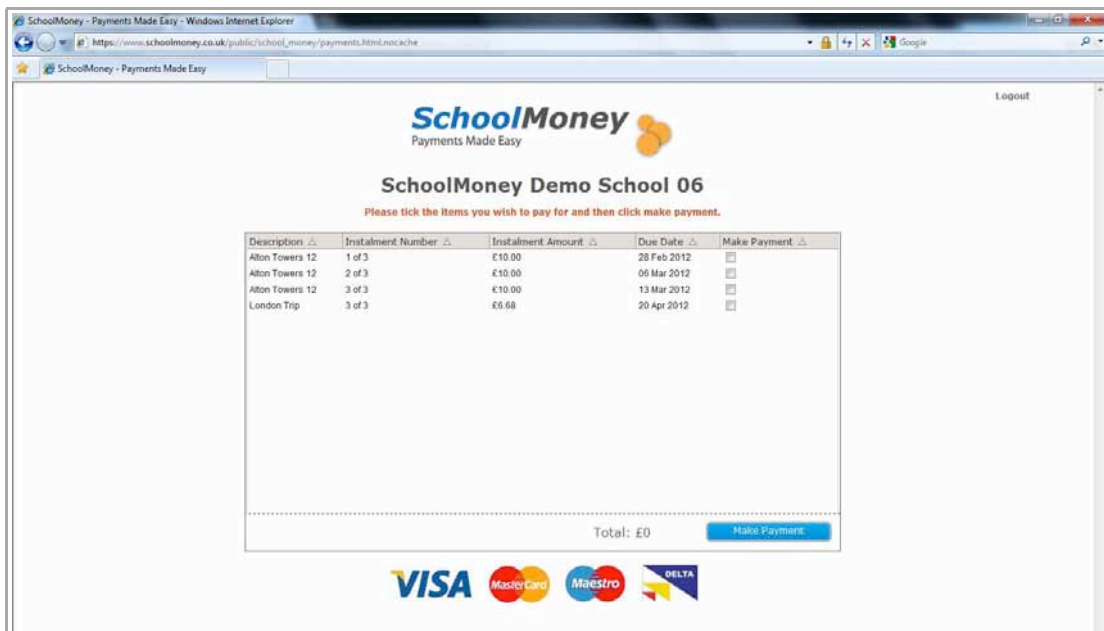 SchoolMoney - Payments Made Easy - Windows Internet Explorer
https://www.schoolmoney.co.uk/public/school_money/payments.html.nocache
Google
SchoolMoney - Payments Made Easy
Logout
SchoolMoney
Payments Made Easy
SchoolMoney Demo School 06
Please tick the items you wish to pay for and then click make payment.
Description Instalment Number Instalment Amount Due Date Make Payment
Alton Towers 12 1 of 3 £10.00 28 Feb 2012
Alton Towers 12 2 of 3 £10.00 06 Mar 2012
Alton Towers 12 3 of 3 £10.00 13 Mar 2012
London Trip 3 of 3 £6.68 20 Apr 2012
Total: £0 Make Payment
VISA MasterCard Maestro DELTA